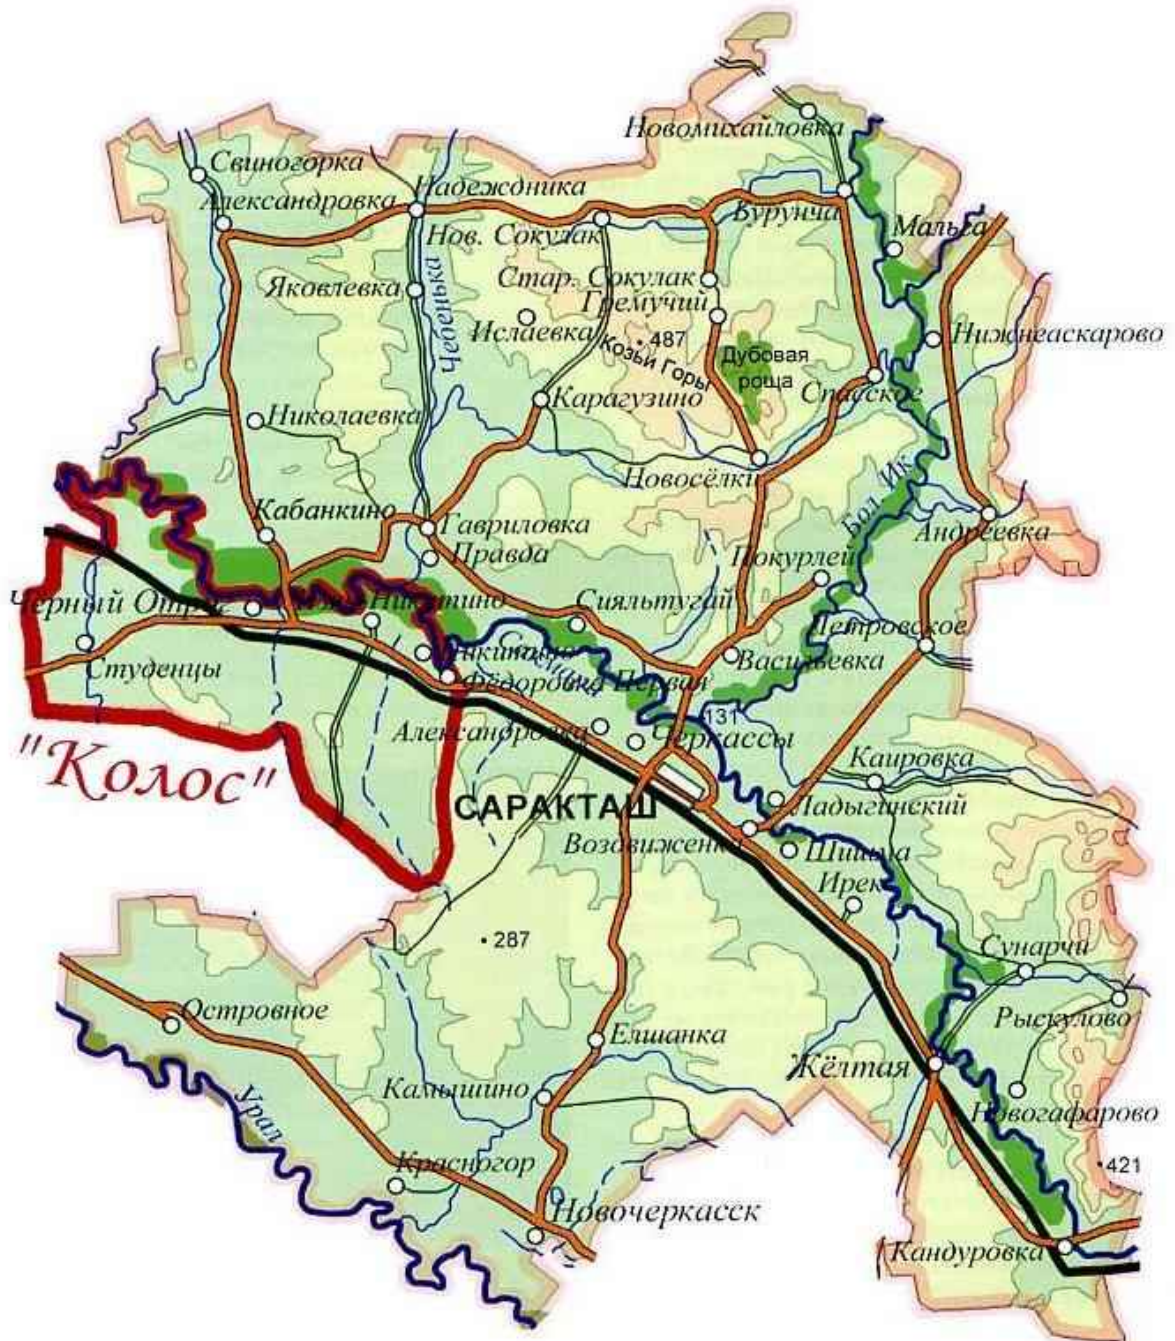 Новомихайловка
Свиногорка
Надеждинка
Александровка
Бурунча
Мальга
Нов. Сокулак
Стар. Сокулак
Яковлевка
Чебенька
Гремучий
Ислаевка
487
Козьи Горы
Дубовая
роща
Нижнеаскарово
Спасское
Карагузино
Николаевка
Новосёлки
Бол. Ик
Кабанкино
Гавриловка
Андреевка
Правда
Покурлей
Черный Отрог
Никитино
Сияльтугай
Петровское
Студенцы
Никитино
Васильевка
Фёдоровка Первая
Александровка
131
Черкассы
"Колос"
Каировка
САРАКТАШ
Ладыгинский
Воздвиженка
Шишма
Ирек
287
Сунарчи
Островное
Рыскулово
Елшанка
Жёлтая
Камышино
Новогафарово
Урал
Красногор
421
Новочеркасск
Кандуровка